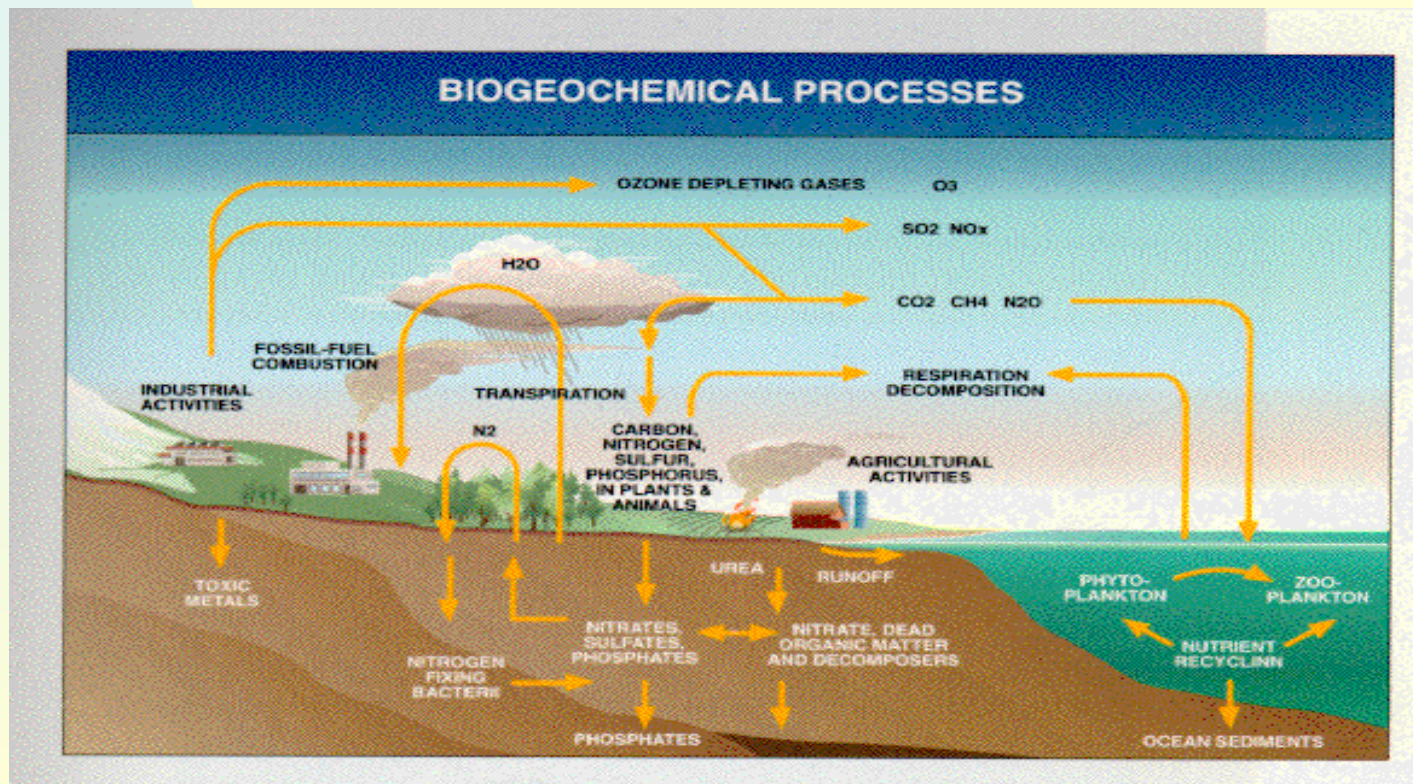 BIOGEOCHEMICAL PROCESSES
OZONE DEPLETING GASES O3
SO2 NOx
H2O
CO2 CH4 N2O
FOSSIL-FUEL
COMBUSTION
INDUSTRIAL
ACTIVITIES
TRANSPIRATION
RESPIRATION
DECOMPOSITION
N2
CARBON,
NITROGEN,
SULFUR,
PHOSPHORUS,
IN PLANTS &
ANIMALS
AGRICULTURAL
ACTIVITIES
TOXIC
METALS
UREA
RUNOFF
PHYTO-
PLANKTON
ZOO-
PLANKTON
NITRATES,
SULFATES,
PHOSPHATES
NITRATE, DEAD
ORGANIC MATTER
AND DECOMPOSERS
NUTRIENT
RECYCLINN
NITROGEN
FIXING
BACTERII
PHOSPHATES
OCEAN SEDIMENTS